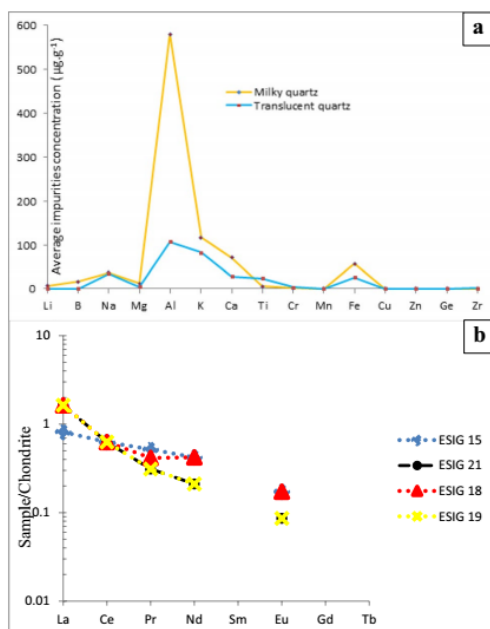 a
Average impurities concentration ( µg.g⁻¹)
600
500
400
300
200
100
0
Milky quartz
Translucent quartz
Li B Na Mg Al K Ca Ti Cr Mn Fe Cu Zn Ge Zr
b
Sample/Chondrite
10
1
0.1
0.01
ESIG 15
ESIG 21
ESIG 18
ESIG 19
La Ce Pr Nd Sm Eu Gd Tb